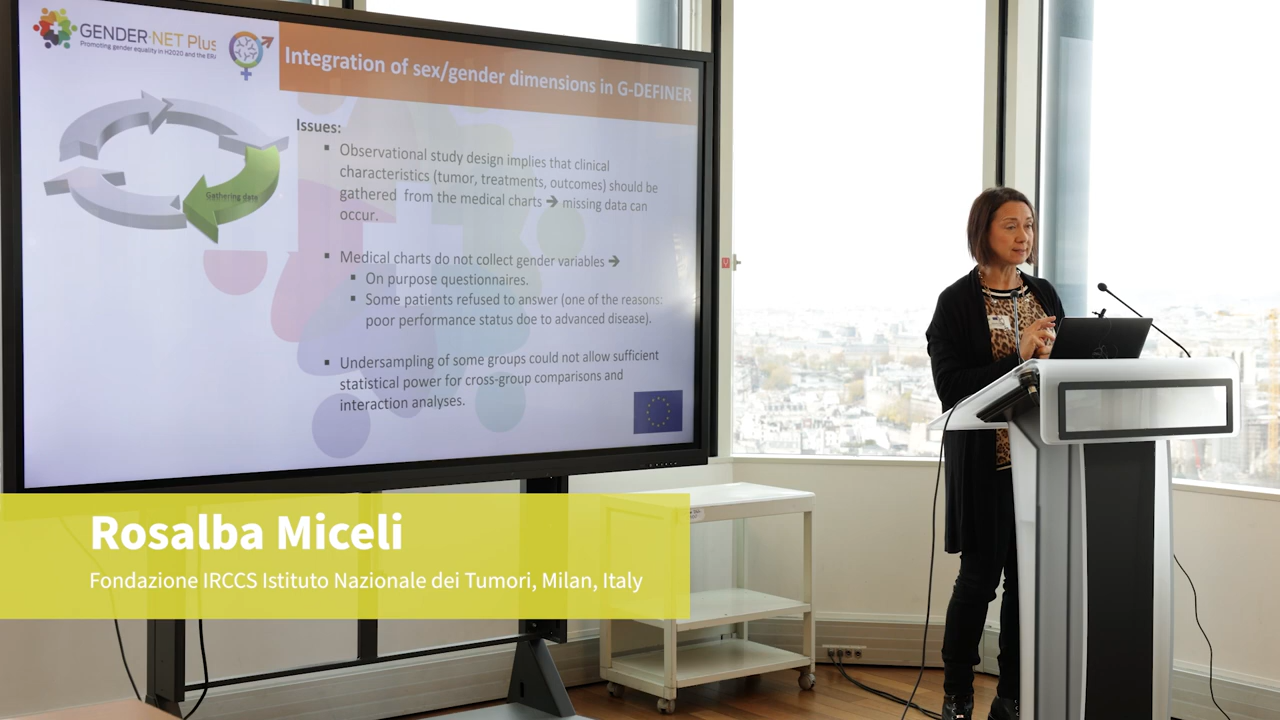 GENDER·NET Plus
Promoting gender equality in H2020 and the ERA
Integration of sex/gender dimensions in G-DEFINER
Gathering data
Issues:
▪ Observational study design implies that clinical
characteristics (tumor, treatments, outcomes) should be
gathered from the medical charts ➔ missing data can
occur.
▪ Medical charts do not collect gender variables ➔
▪ On purpose questionnaires.
▪ Some patients refused to answer (one of the reasons:
poor performance status due to advanced disease).
▪ Undersampling of some groups could not allow sufficient
statistical power for cross-group comparisons and
interaction analyses.
Rosalba Miceli
Fondazione IRCCS Istituto Nazionale dei Tumori, Milan, Italy